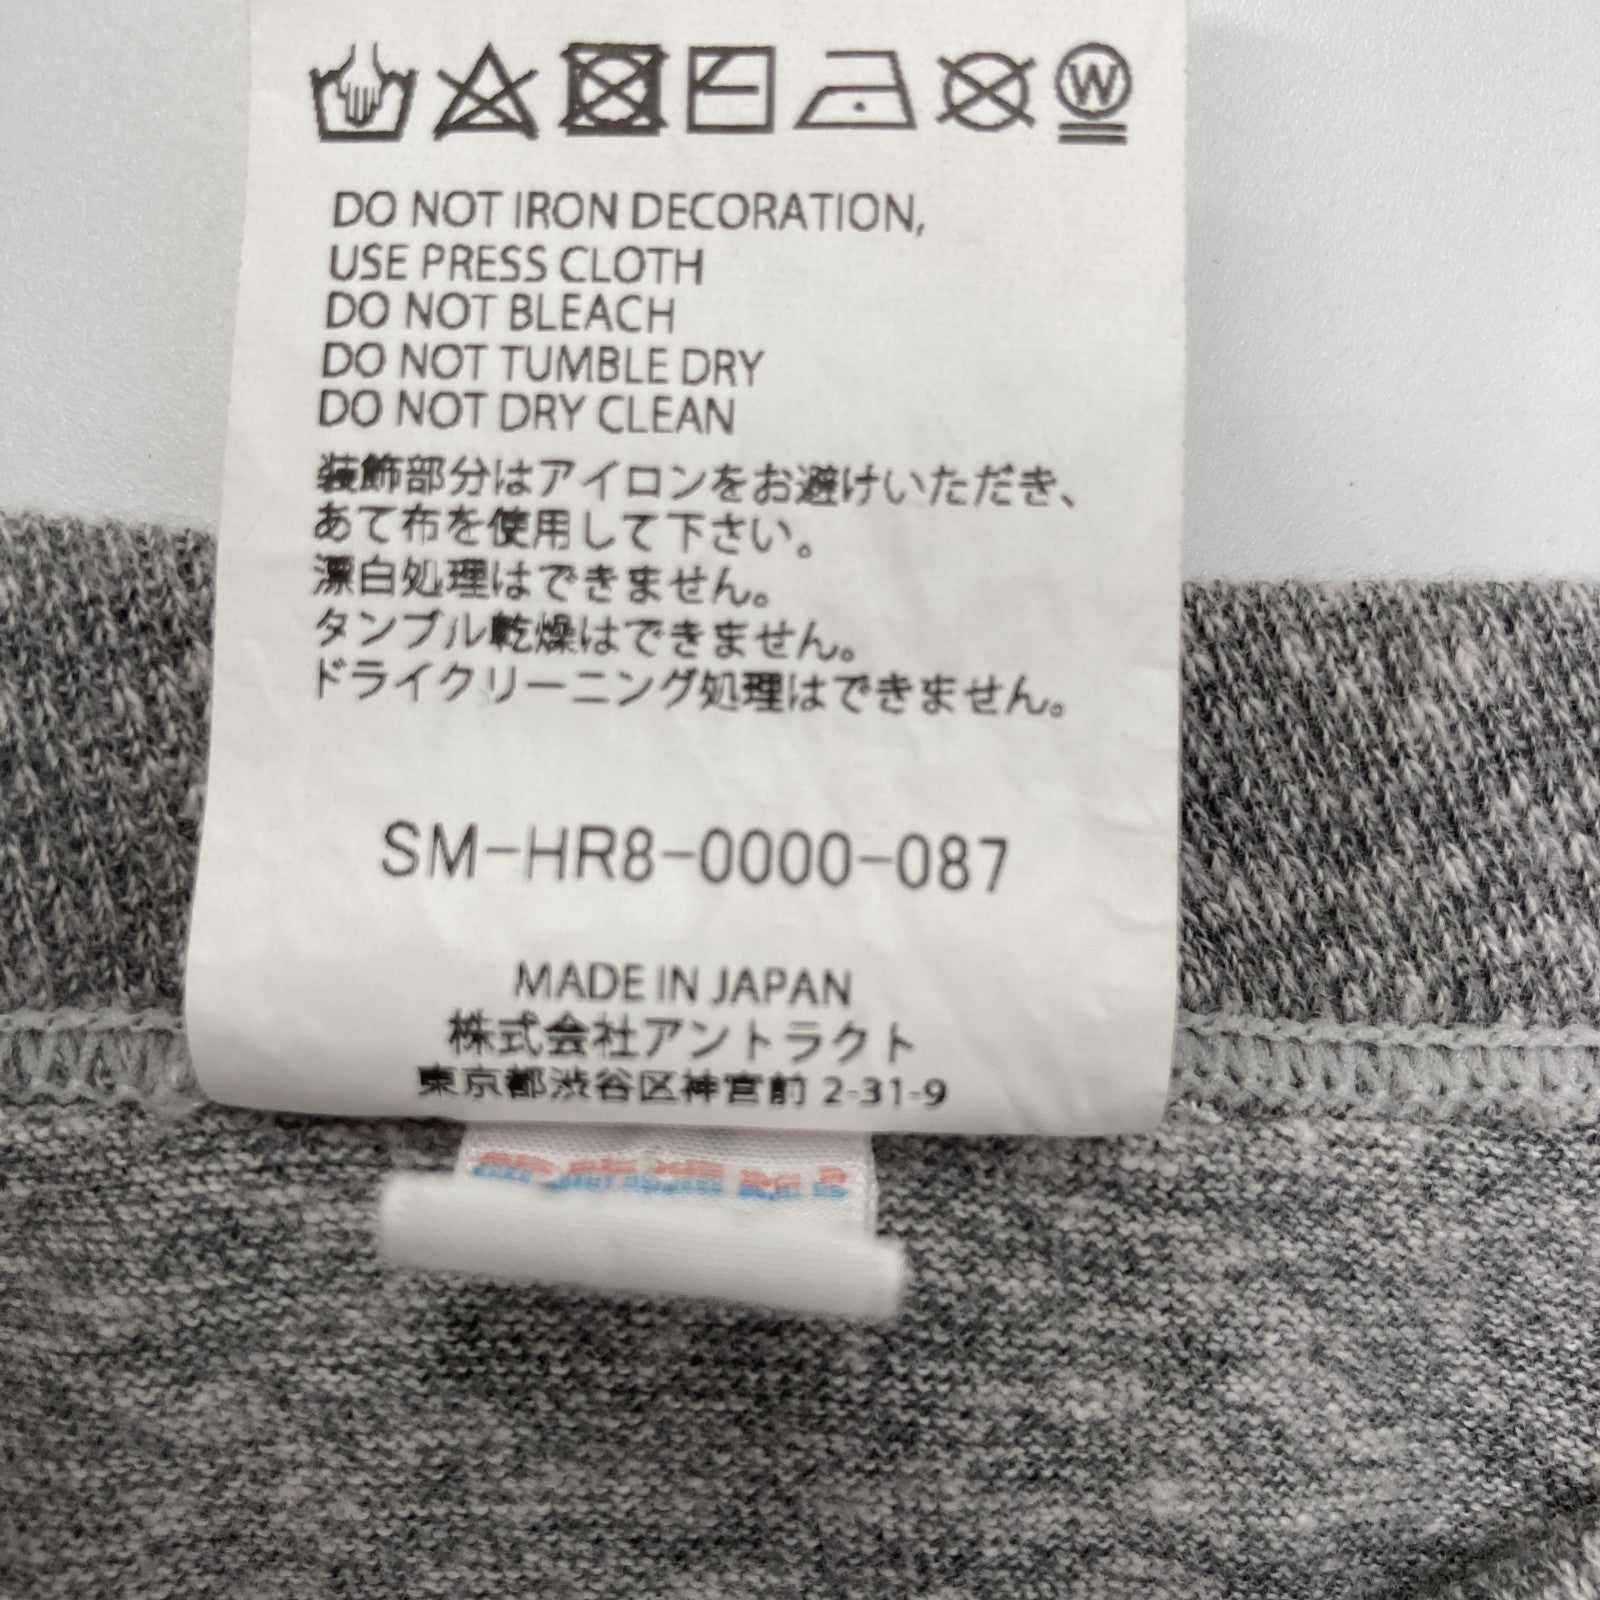 W
DO NOT IRON DECORATION,
USE PRESS CLOTH
DO NOT BLEACH
DO NOT TUMBLE DRY
DO NOT DRY CLEAN
装飾部分はアイロンをお避けいただき、
あて布を使用して下さい。
漂白処理はできません。
タンブル乾燥はできません。
ドライクリーニング処理はできません。
SM-HR8-0000-087
MADE IN JAPAN
株式会社アントラクト
東京都渋谷区神宮前 2-31-9